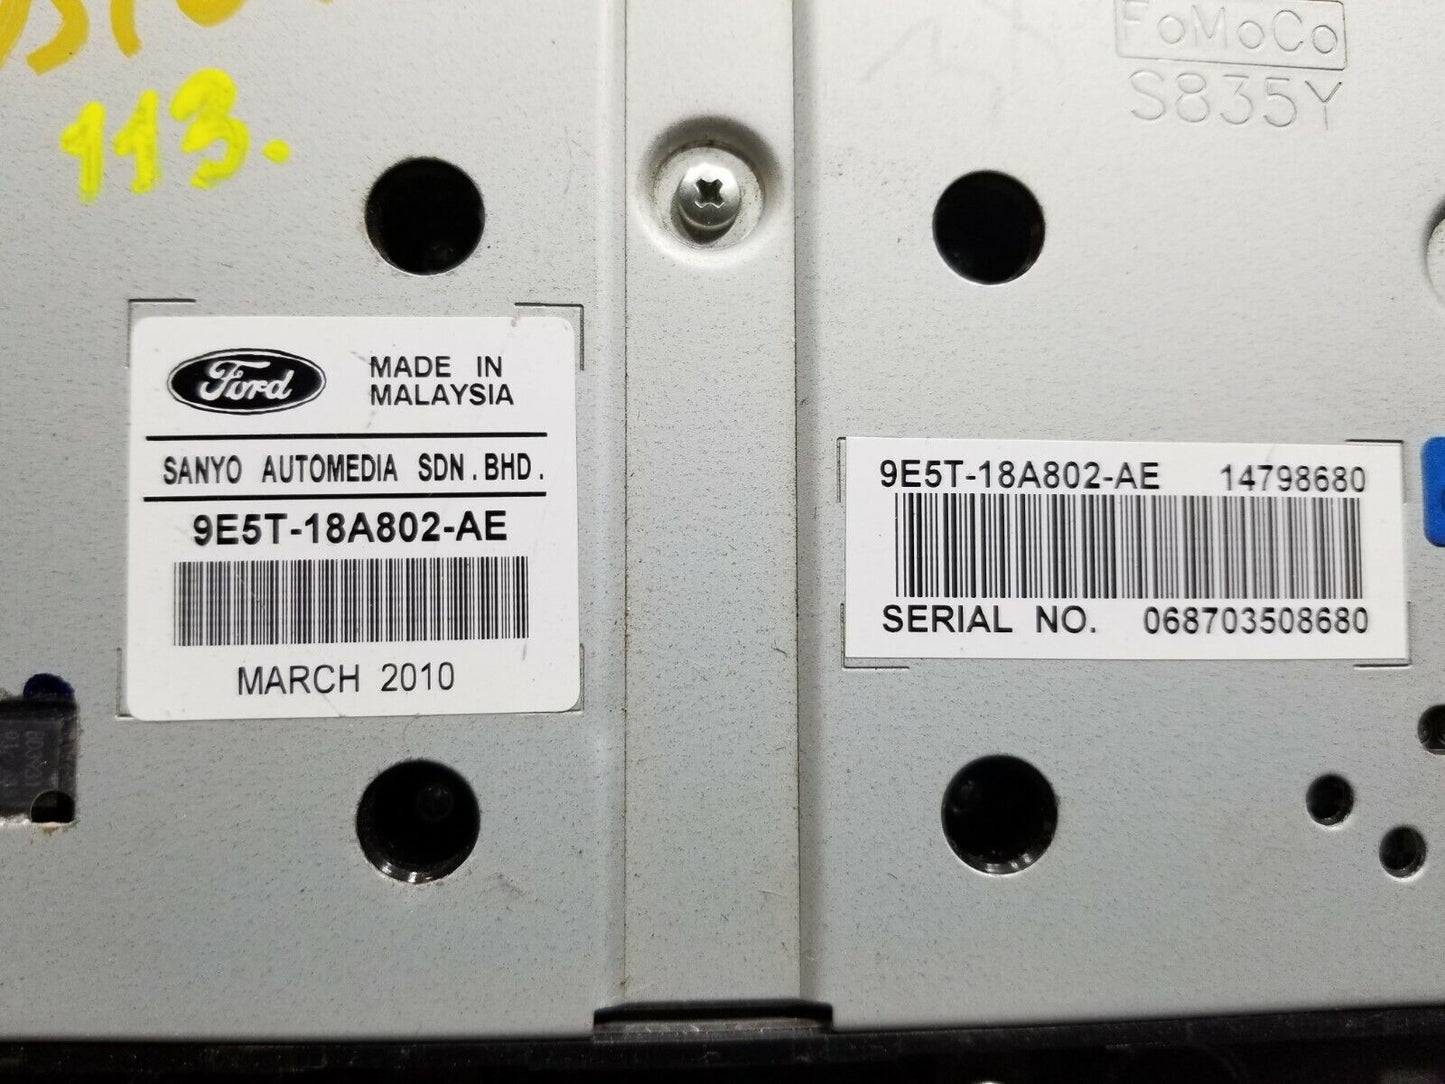 113.
FoMoCo
S835Y
Ford
MADE IN
MALAYSIA
SANYO AUTOMEDIA SDN.BHD.
9E5T-18A802-AE
MARCH 2010
9E5T-18A802-AE 14798680
SERIAL NO. 068703508680